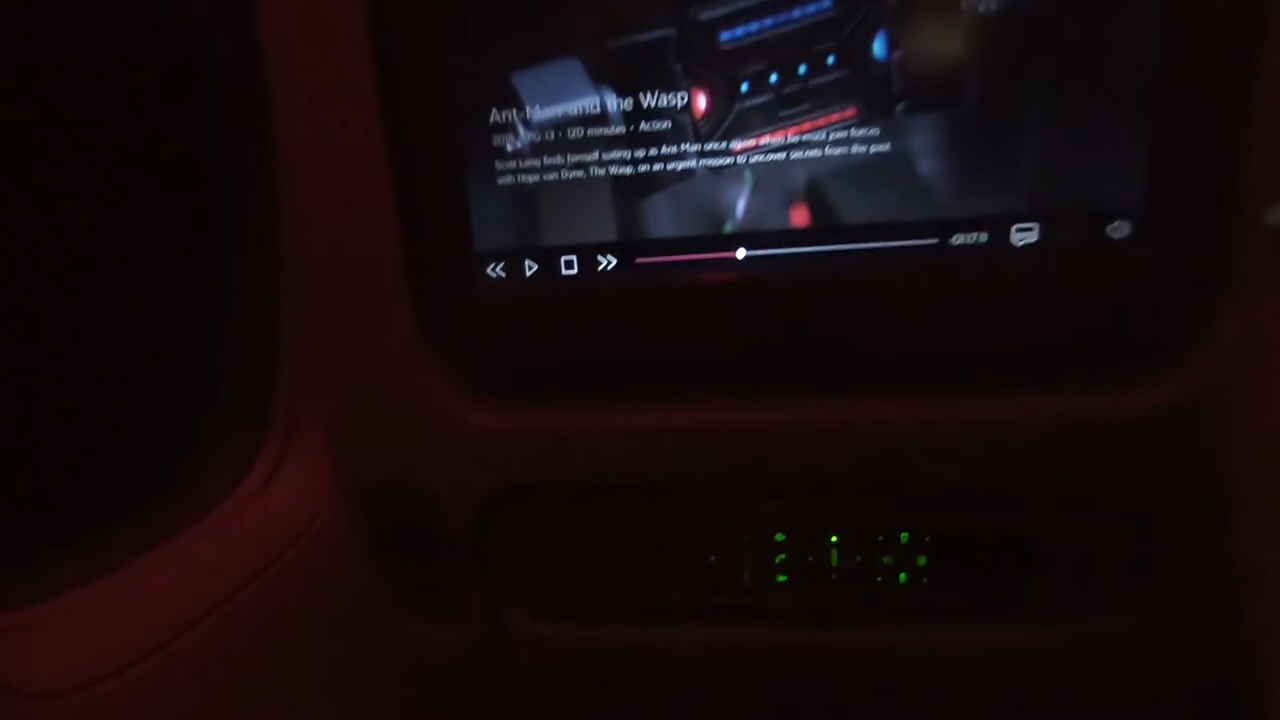 Ant-Man and the Wasp
120 minutes • Action
Scott Lang finds himself suiting up as Ant-Man once again when he must join forces
with Hope van Dyne, The Wasp, on an urgent mission to uncover secrets from the past